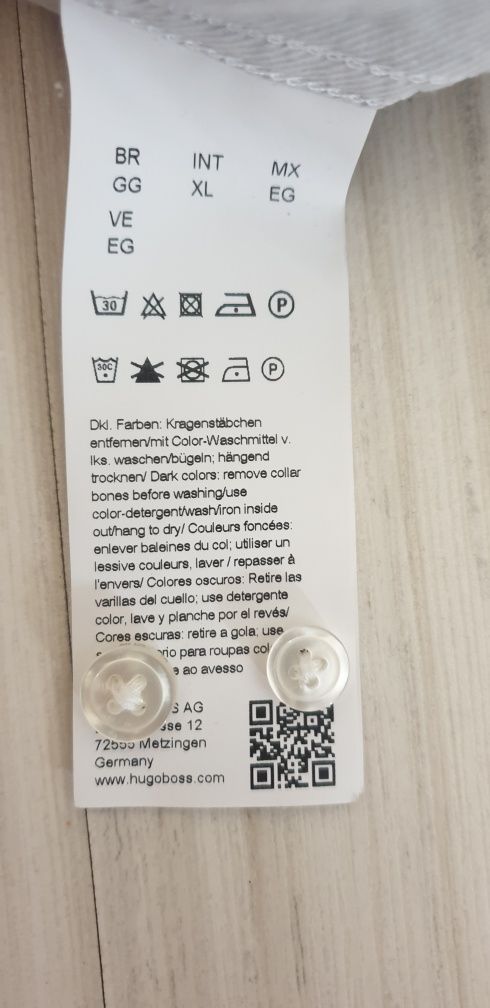 BR INT MX
GG XL EG
VE
EG
30 P
30C P
Dkl. Farben: Kragenstäbchen
entfernen/mit Color-Waschmittel v.
lks. waschen/bügeln; hängend
trocknen/ Dark colors: remove collar
bones before washing/use
color-detergent/wash/iron inside
out/hang to dry/ Couleurs foncées:
enlever baleines du col; utiliser un
lessive couleurs, laver / repasser à
l'envers/ Colores oscuros: Retire las
varillas del cuello; use detergente
color, lave y planche por el revés/
Cores escuras: retire a gola; use
para roupas
ao avesso
AG
12
72555 Metzingen
Germany
www.hugoboss.com